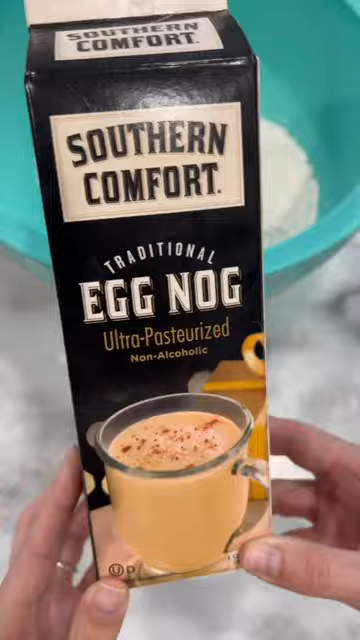 SOUTHERN
COMFORT.
SOUTHERN
COMFORT.
TRADITIONAL
EGG NOG
Ultra-Pasteurized
Non-Alcoholic
U D